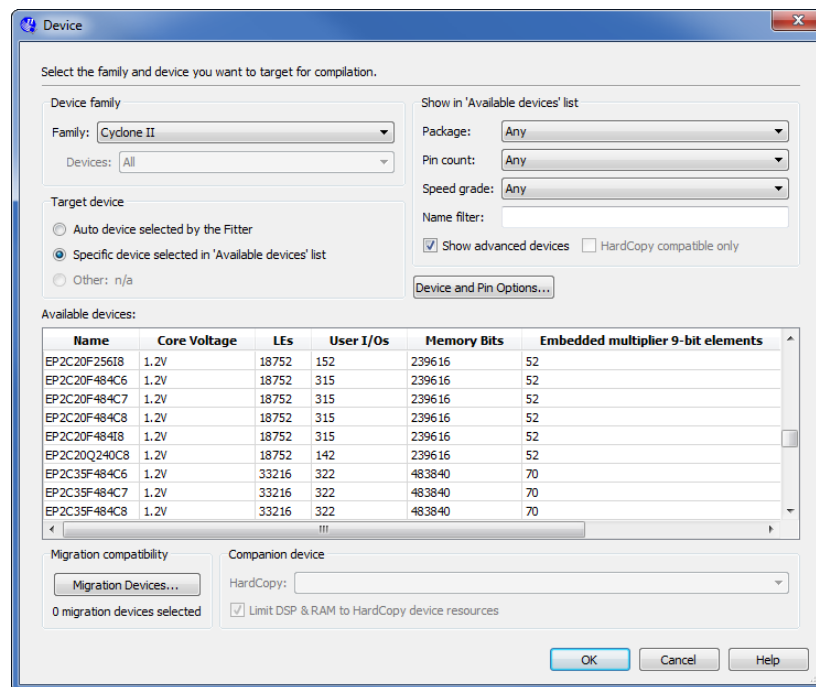 Device
Select the family and device you want to target for compilation.
Device family
Family: Cyclone II
Devices: All
Show in 'Available devices' list
Package: Any
Pin count: Any
Speed grade: Any
Name filter:
Show advanced devices HardCopy compatible only
Target device
Auto device selected by the Fitter
Specific device selected in 'Available devices' list
Other: n/a
Device and Pin Options...
Available devices:
Name Core Voltage LEs User I/Os Memory Bits Embedded multiplier 9-bit elements
EP2C20F256I8 1.2V 18752 152 239616 52
EP2C20F484C6 1.2V 18752 315 239616 52
EP2C20F484C7 1.2V 18752 315 239616 52
EP2C20F484C8 1.2V 18752 315 239616 52
EP2C20F484I8 1.2V 18752 315 239616 52
EP2C20Q240C8 1.2V 18752 142 239616 52
EP2C35F484C6 1.2V 33216 322 483840 70
EP2C35F484C7 1.2V 33216 322 483840 70
EP2C35F484C8 1.2V 33216 322 483840 70
Migration compatibility
Migration Devices...
0 migration devices selected
Companion device
HardCopy:
Limit DSP & RAM to HardCopy device resources
OK Cancel Help